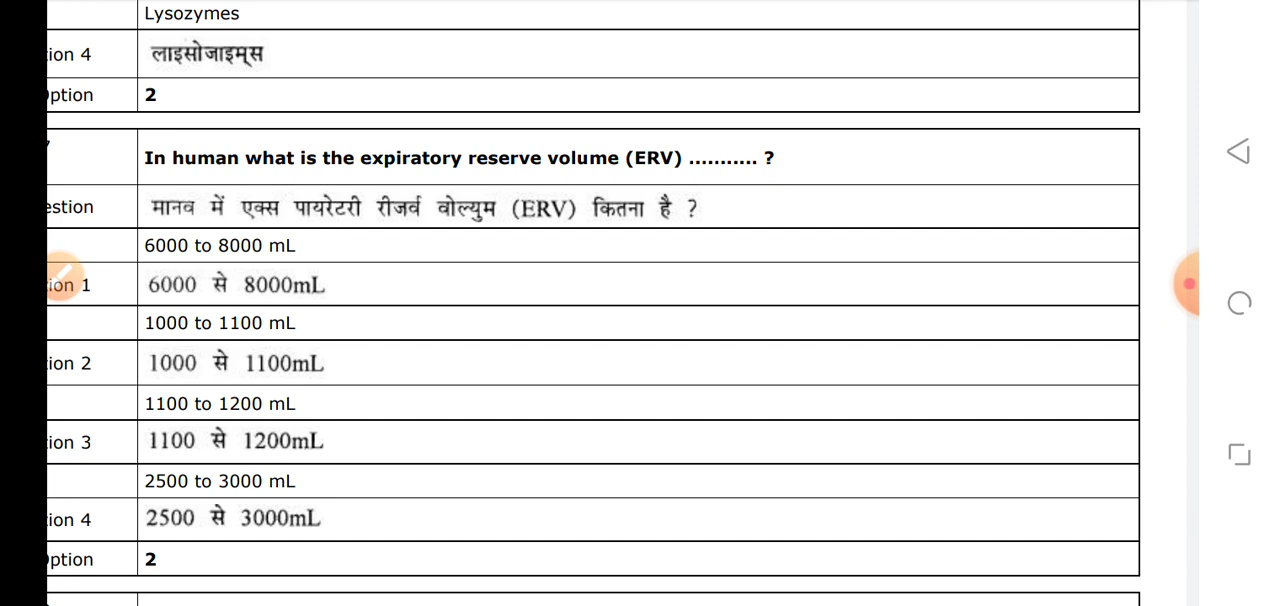 Lysozymes
ion 4
लाइसोजाइम्स
ption
2
In human what is the expiratory reserve volume (ERV) ........... ?
estion
मानव में एक्स पायरेटरी रीजर्व वोल्युम (ERV) कितना है ?
6000 to 8000 mL
ion 1
6000 से 8000mL
1000 to 1100 mL
ion 2
1000 से 1100mL
1100 to 1200 mL
ion 3
1100 से 1200mL
2500 to 3000 mL
ion 4
2500 से 3000mL
ption
2